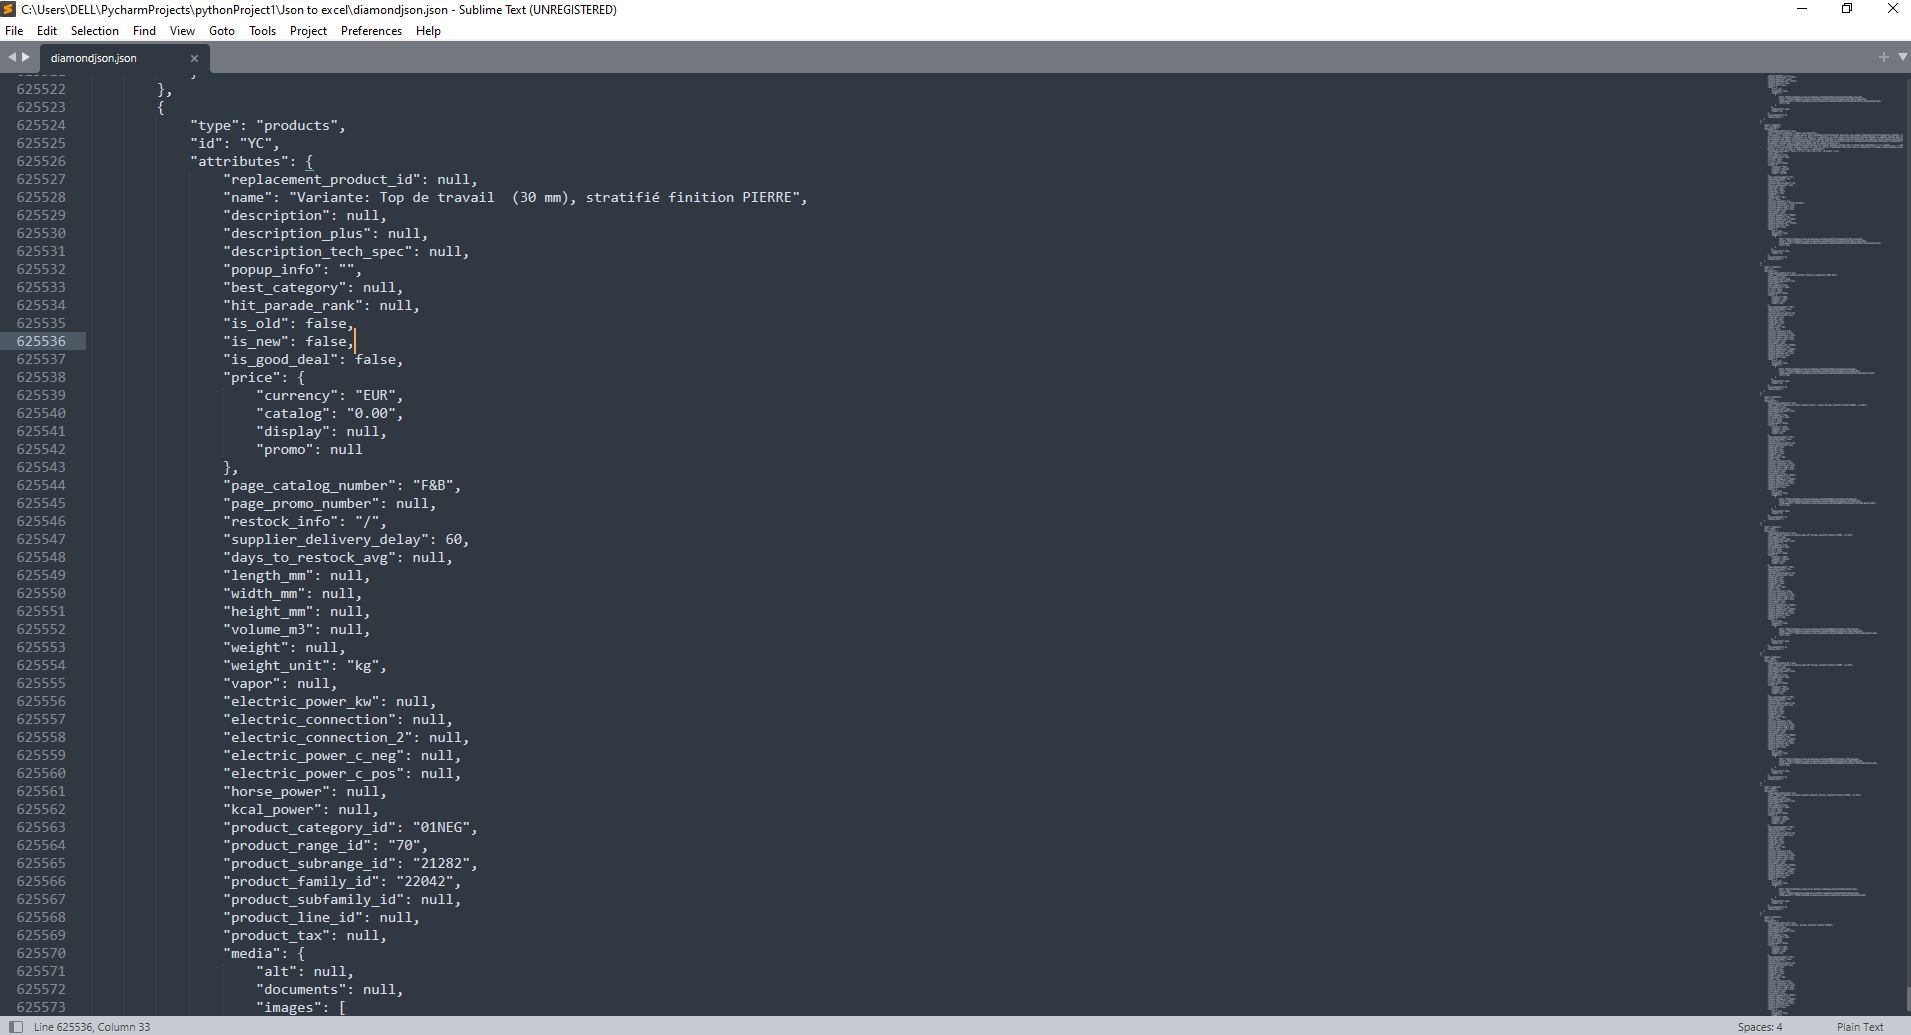 C:\Users\DELL\PycharmProjects\pythonProject1\Json to excel\diamondjson.json - Sublime Text (UNREGISTERED)
File Edit Selection Find View Goto Tools Project Preferences Help
diamondjson.json
625522 },
625523 {
625524 "type": "products",
625525 "id": "YC",
625526 "attributes": {
625527 "replacement_product_id": null,
625528 "name": "Variante: Top de travail  (30 mm), stratifié finition PIERRE",
625529 "description": null,
625530 "description_plus": null,
625531 "description_tech_spec": null,
625532 "popup_info": "",
625533 "best_category": null,
625534 "hit_parade_rank": null,
625535 "is_old": false,
625536 "is_new": false,
625537 "is_good_deal": false,
625538 "price": {
625539 "currency": "EUR",
625540 "catalog": "0.00",
625541 "display": null,
625542 "promo": null
625543 },
625544 "page_catalog_number": "F&B",
625545 "page_promo_number": null,
625546 "restock_info": "/",
625547 "supplier_delivery_delay": 60,
625548 "days_to_restock_avg": null,
625549 "length_mm": null,
625550 "width_mm": null,
625551 "height_mm": null,
625552 "volume_m3": null,
625553 "weight": null,
625554 "weight_unit": "kg",
625555 "vapor": null,
625556 "electric_power_kw": null,
625557 "electric_connection": null,
625558 "electric_connection_2": null,
625559 "electric_power_c_neg": null,
625560 "electric_power_c_pos": null,
625561 "horse_power": null,
625562 "kcal_power": null,
625563 "product_category_id": "01NEG",
625564 "product_range_id": "70",
625565 "product_subrange_id": "21282",
625566 "product_family_id": "22042",
625567 "product_subfamily_id": null,
625568 "product_line_id": null,
625569 "product_tax": null,
625570 "media": {
625571 "alt": null,
625572 "documents": null,
625573 "images": [
Line 625536, Column 33
Spaces: 4
Plain Text